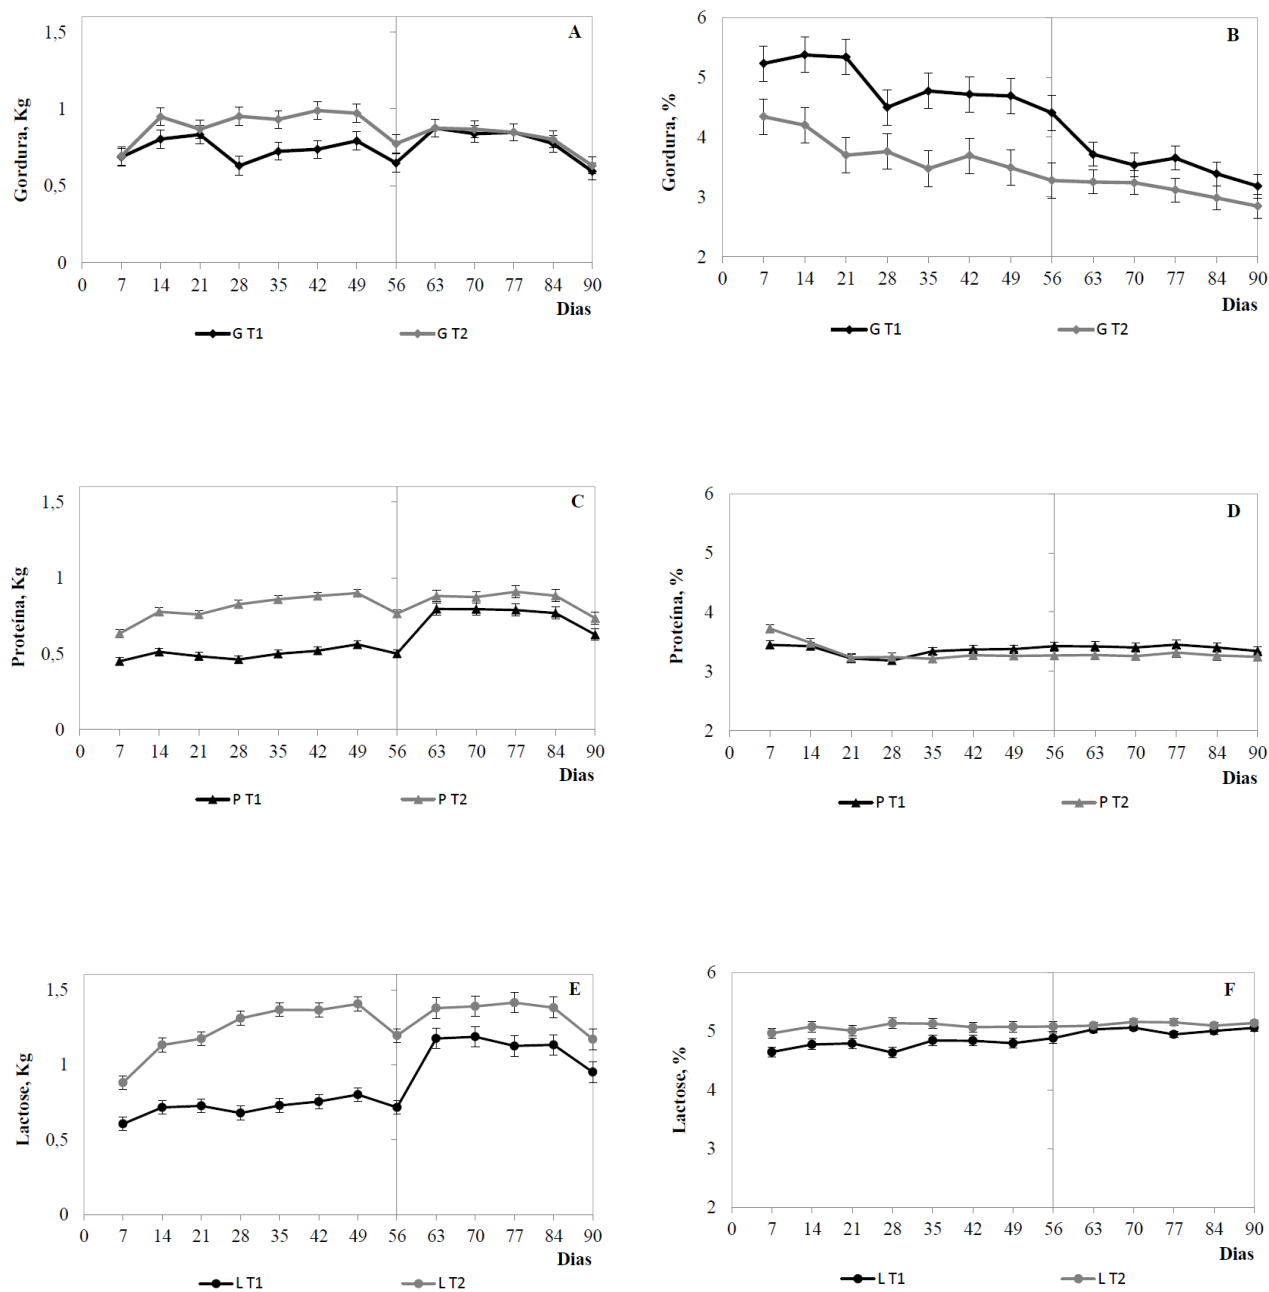 A
Gordura, Kg
1,5
1
0,5
0
0 7 14 21 28 35 42 49 56 63 70 77 84 90
Dias
G T1 G T2
B
Gordura, %
6
5
4
3
2
0 7 14 21 28 35 42 49 56 63 70 77 84 90
Dias
G T1 G T2
C
Proteína, Kg
1,5
1
0,5
0
0 7 14 21 28 35 42 49 56 63 70 77 84 90
Dias
P T1 P T2
D
Proteína, %
6
5
4
3
2
0 7 14 21 28 35 42 49 56 63 70 77 84 90
Dias
P T1 P T2
E
Lactose, Kg
1,5
1
0,5
0
0 7 14 21 28 35 42 49 56 63 70 77 84 90
Dias
L T1 L T2
F
Lactose, %
6
5
4
3
2
0 7 14 21 28 35 42 49 56 63 70 77 84 90
Dias
L T1 L T2